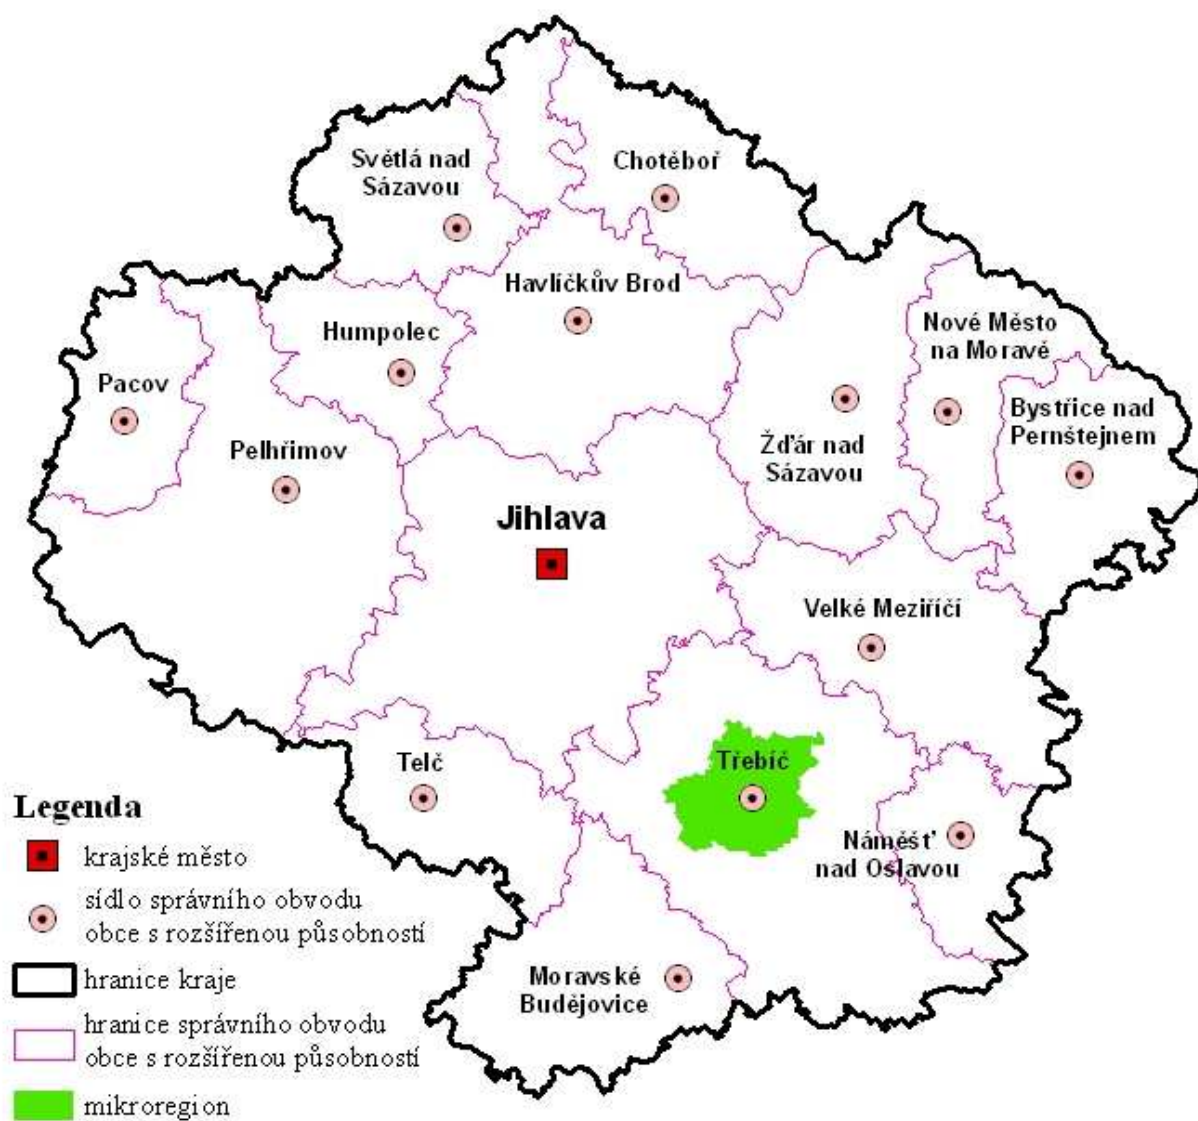 Světlá nad
Sázavou
Chotěboř
Havlíčkův Brod
Humpolec
Nové Město
na Moravě
Pacov
Bystřice nad
Pernštejnem
Pelhřimov
Žďár nad
Sázavou
Jihlava
Velké Meziříčí
Telč
Třebíč
Náměšť
nad Oslavou
Moravské
Budějovice
Legenda
krajské město
sídlo správního obvodu
obce s rozšířenou působností
hranice kraje
hranice správního obvodu
obce s rozšířenou působností
mikroregion